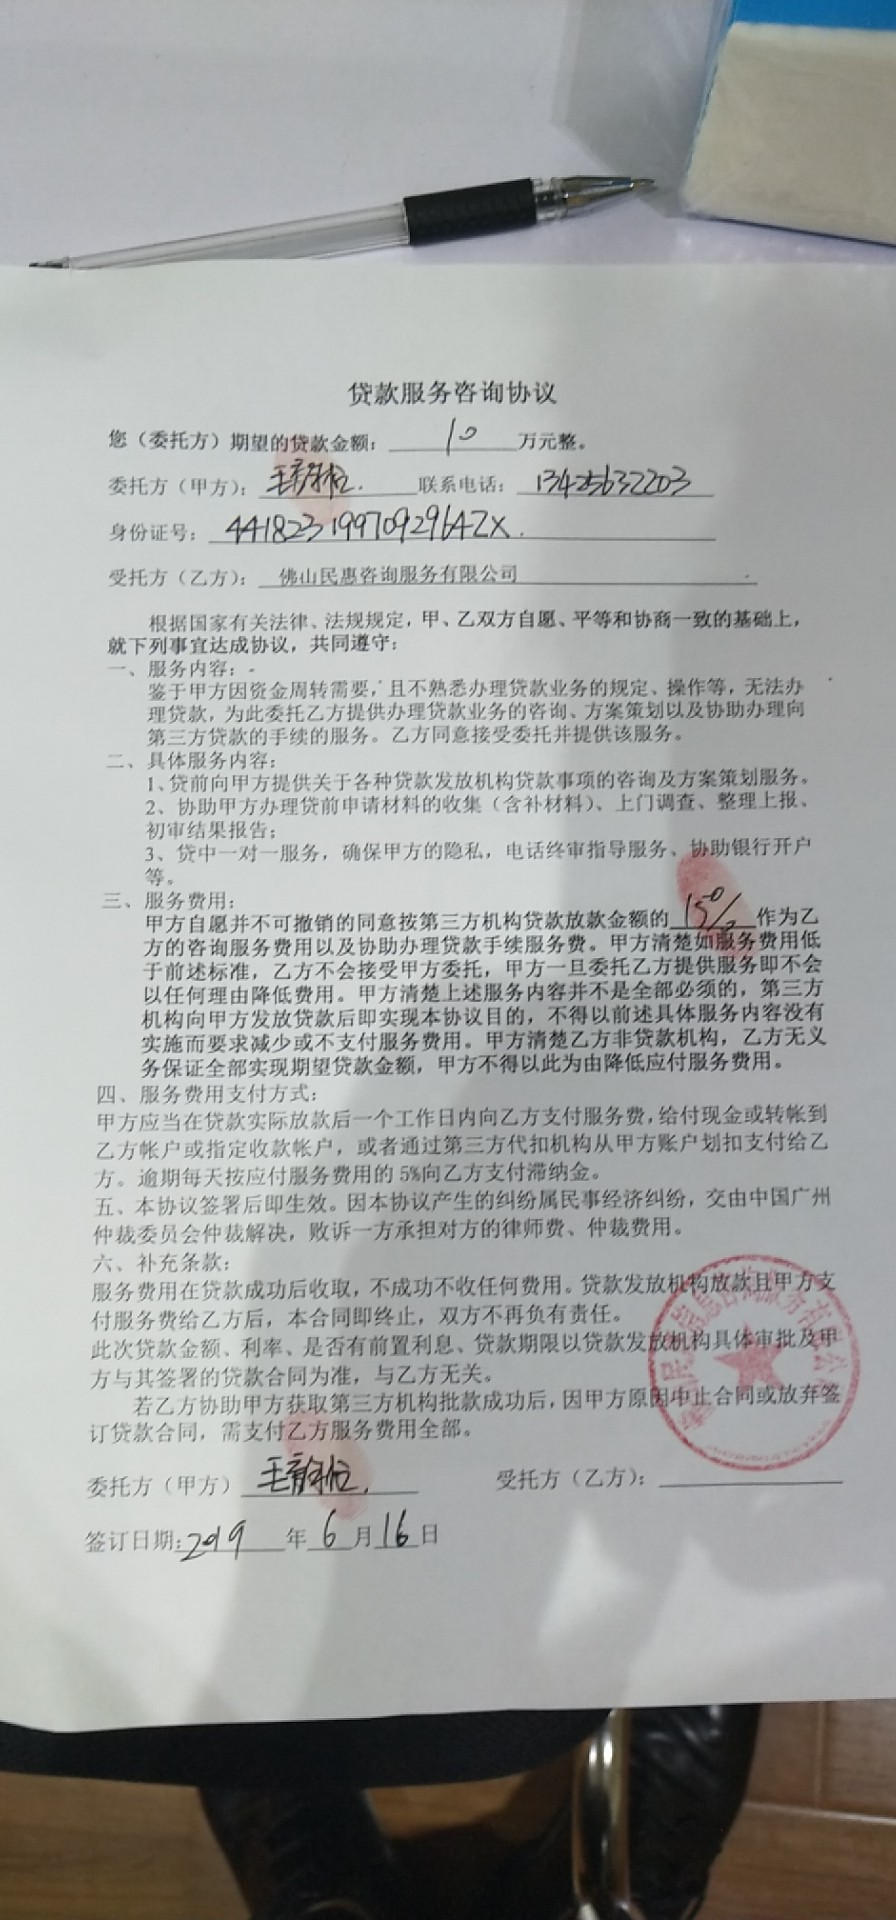 贷款服务咨询协议
您（委托方）期望的贷款金额：10万元整。
委托方（甲方）： 联系电话：13425632203
身份证号：44182319970929642X.
受托方（乙方）：佛山民惠咨询服务有限公司
根据国家有关法律、法规规定，甲、乙双方自愿、平等和协商一致的基础上，
就下列事宜达成协议，共同遵守：
一、服务内容：
鉴于甲方因资金周转需要，且不熟悉办理贷款业务的规定、操作等，无法办
理贷款，为此委托乙方提供办理贷款业务的咨询、方案策划以及协助办理向
第三方贷款的手续的服务。乙方同意接受委托并提供该服务。
二、具体服务内容：
1、贷前向甲方提供关于各种贷款发放机构贷款事项的咨询及方案策划服务。
2、协助甲方办理贷前申请材料的收集（含补材料）、上门调查、整理上报、
初审结果报告；
3、贷中一对一服务，确保甲方的隐私，电话终审指导服务、协助银行开户
等。
三、服务费用：
甲方自愿并不可撤销的同意按第三方机构贷款放款金额的15%作为乙
方的咨询服务费用以及协助办理贷款手续服务费。甲方清楚如服务费用低
于前述标准，乙方不会接受甲方委托，甲方一旦委托乙方提供服务即不会
以任何理由降低费用。甲方清楚上述服务内容并不是全部必须的，第三方
机构向甲方发放贷款后即实现本协议目的，不得以前述具体服务内容没有
实施而要求减少或不支付服务费用。甲方清楚乙方非贷款机构，乙方无义
务保证全部实现期望贷款金额，甲方不得以此为由降低应付服务费用。
四、服务费用支付方式：
甲方应当在贷款实际放款后一个工作日内向乙方支付服务费，给付现金或转帐到
乙方帐户或指定收款帐户，或者通过第三方代扣机构从甲方账户划扣支付给乙
方。逾期每天按应付服务费用的5%向乙方支付滞纳金。
五、本协议签署后即生效。因本协议产生的纠纷属民事经济纠纷，交由中国广州
仲裁委员会仲裁解决，败诉一方承担对方的律师费、仲裁费用。
六、补充条款：
服务费用在贷款成功后收取，不成功不收任何费用。贷款发放机构放款且甲方支
付服务费给乙方后，本合同即终止，双方不再负有责任。
此次贷款金额、利率、是否有前置利息、贷款期限以贷款发放机构具体审批及甲
方与其签署的贷款合同为准，与乙方无关。
若乙方协助甲方获取第三方机构批款成功后，因甲方原因中止合同或放弃签
订贷款合同，需支付乙方服务费用全部。
委托方（甲方） 受托方（乙方）：
签订日期：2019年6月16日